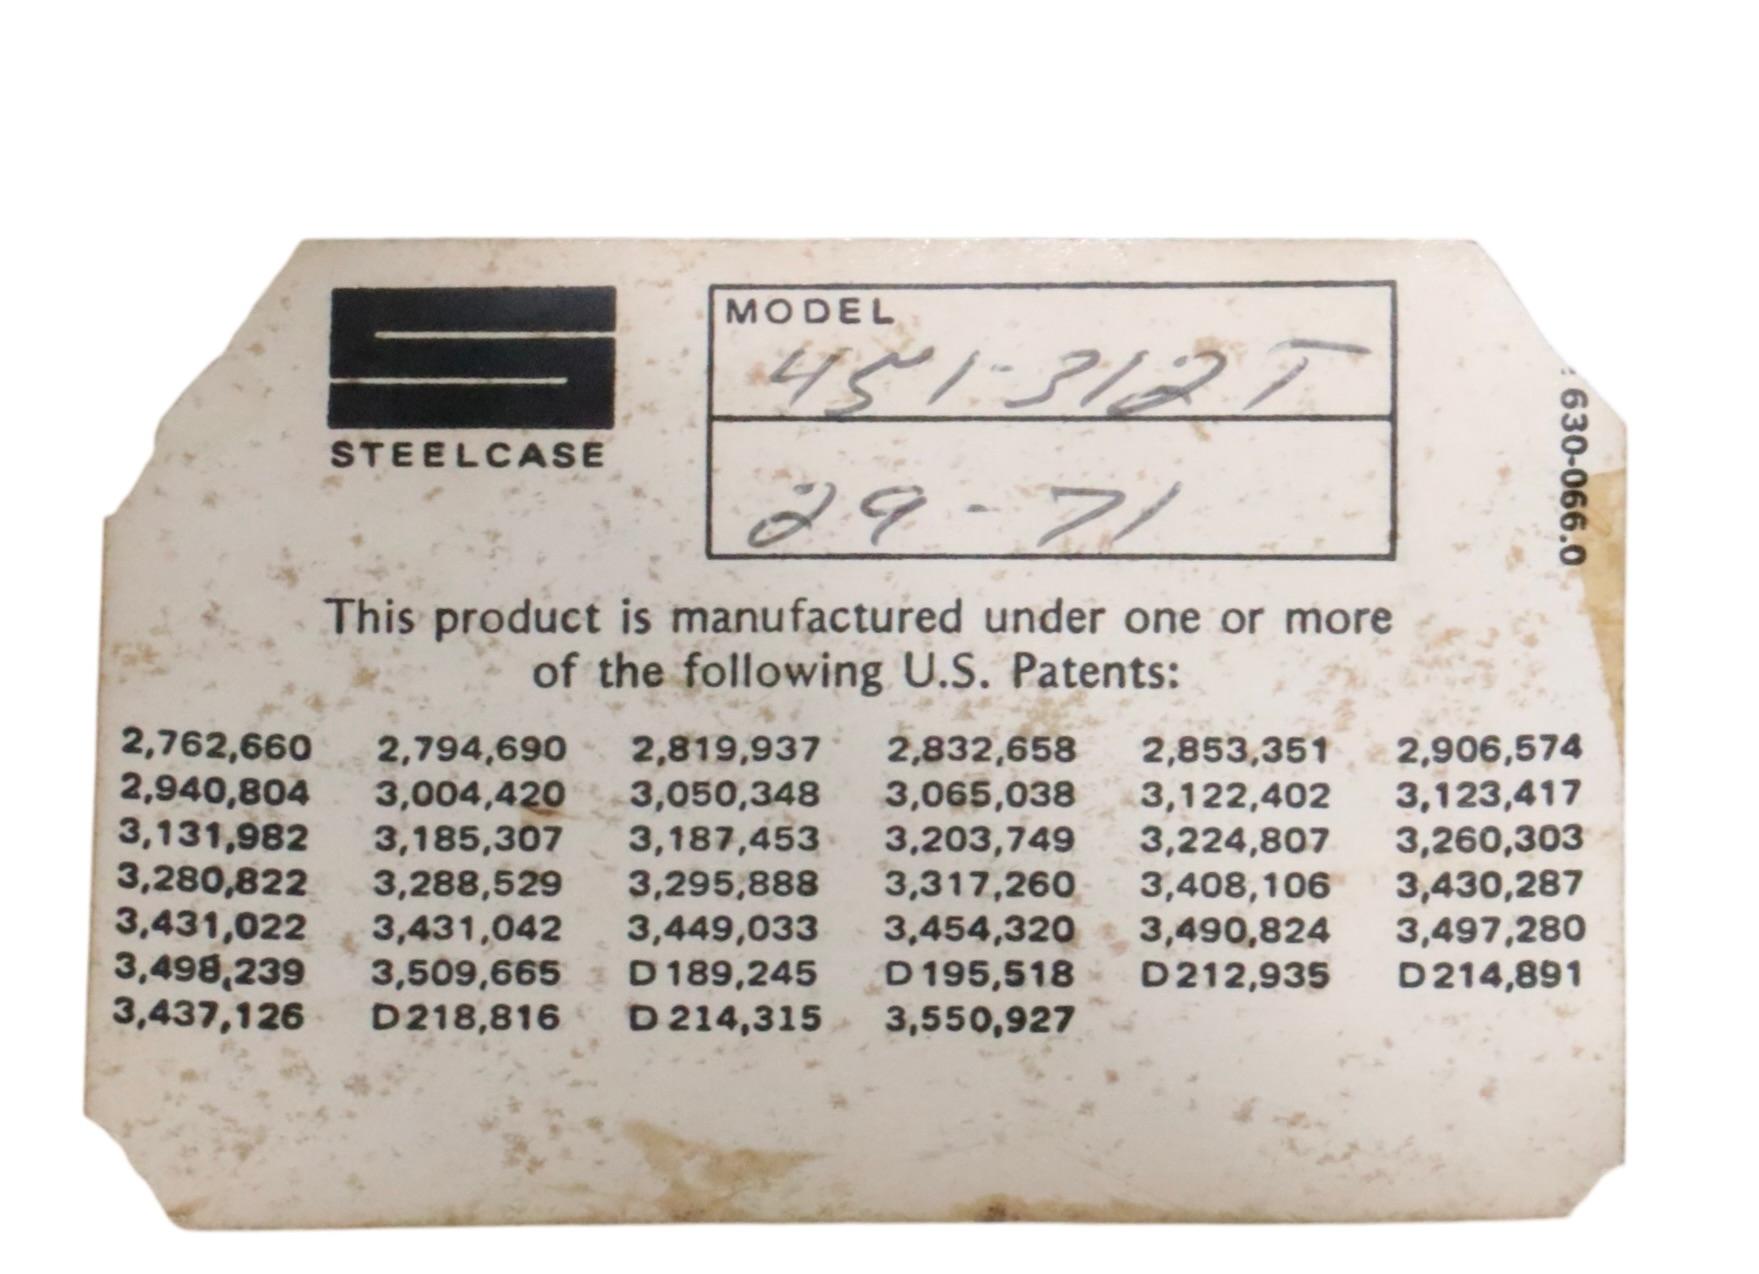 STEELCASE
MODEL
451-312T
29-71
630-066.0
This product is manufactured under one or more
of the following U.S. Patents:
2,762,660 2,794,690 2,819,937 2,832,658 2,853,351 2,906,574
2,940,804 3,004,420 3,050,348 3,065,038 3,122,402 3,123,417
3,131,982 3,185,307 3,187,453 3,203,749 3,224,807 3,260,303
3,280,822 3,288,529 3,295,888 3,317,260 3,408,106 3,430,287
3,431,022 3,431,042 3,449,033 3,454,320 3,490,824 3,497,280
3,498,239 3,509,665 D 189,245 D 195,518 D 212,935 D 214,891
3,437,126 D 218,816 D 214,315 3,550,927